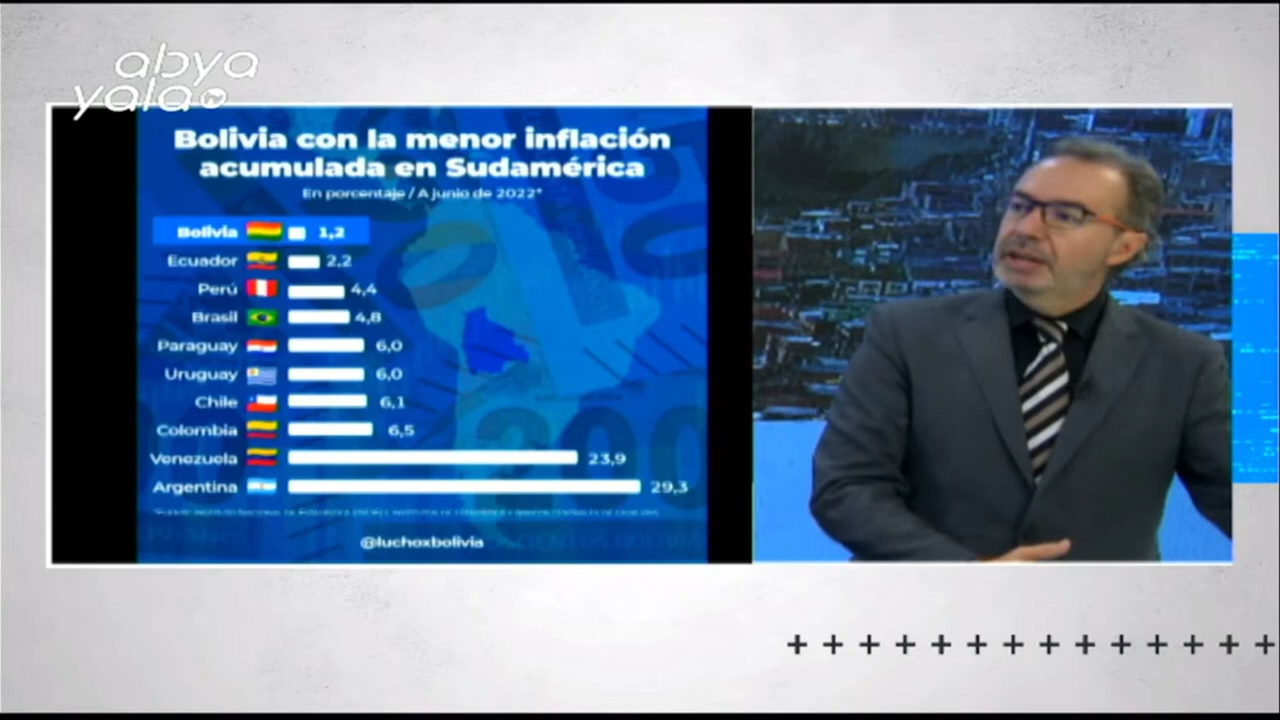 abya
yala
Bolivia con la menor inflación
acumulada en Sudamérica
En porcentaje / A junio de 2022*
Bolivia 1,2
Ecuador 2,2
Perú 4,4
Brasil 4,8
Paraguay 6,0
Uruguay 6,0
Chile 6,1
Colombia 6,5
Venezuela 23,9
Argentina 29,3
@luchoxbolivia